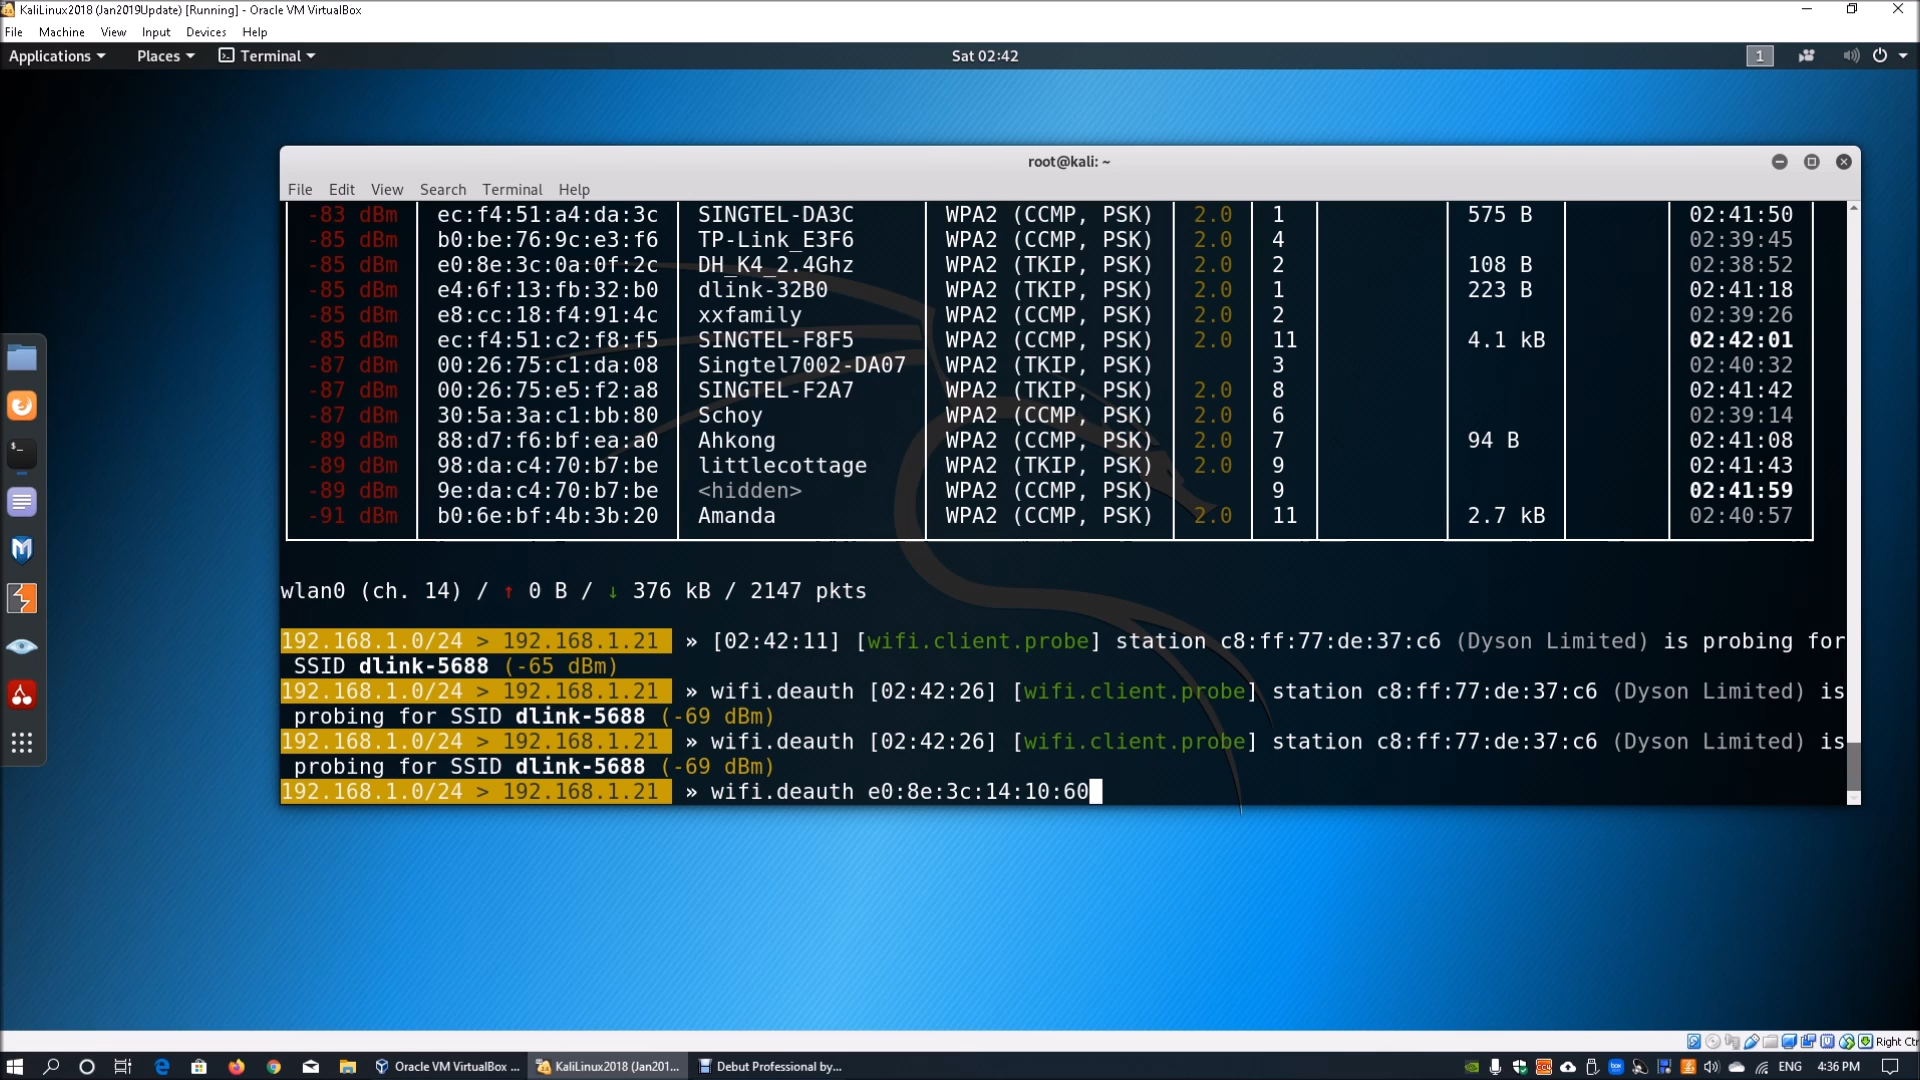 KaliLinux2018 (Jan2019Update) [Running] - Oracle VM VirtualBox
File Machine View Input Devices Help
Applications Places Terminal Sat 02:42 1
root@kali: ~
File Edit View Search Terminal Help
-83 dBm ec:f4:51:a4:da:3c SINGTEL-DA3C WPA2 (CCMP, PSK) 2.0 1 575 B 02:41:50
-85 dBm b0:be:76:9c:e3:f6 TP-Link_E3F6 WPA2 (CCMP, PSK) 2.0 4 02:39:45
-85 dBm e0:8e:3c:0a:0f:2c DH_K4_2.4Ghz WPA2 (TKIP, PSK) 2.0 2 108 B 02:38:52
-85 dBm e4:6f:13:fb:32:b0 dlink-32B0 WPA2 (TKIP, PSK) 2.0 1 223 B 02:41:18
-85 dBm e8:cc:18:f4:91:4c xxfamily WPA2 (CCMP, PSK) 2.0 2 02:39:26
-85 dBm ec:f4:51:c2:f8:f5 SINGTEL-F8F5 WPA2 (CCMP, PSK) 2.0 11 4.1 kB 02:42:01
-87 dBm 00:26:75:c1:da:08 Singtel7002-DA07 WPA2 (TKIP, PSK) 3 02:40:32
-87 dBm 00:26:75:e5:f2:a8 SINGTEL-F2A7 WPA2 (TKIP, PSK) 2.0 8 02:41:42
-87 dBm 30:5a:3a:c1:bb:80 Schoy WPA2 (CCMP, PSK) 2.0 6 02:39:14
-89 dBm 88:d7:f6:bf:ea:a0 Ahkong WPA2 (CCMP, PSK) 2.0 7 94 B 02:41:08
-89 dBm 98:da:c4:70:b7:be littlecottage WPA2 (TKIP, PSK) 2.0 9 02:41:43
-89 dBm 9e:da:c4:70:b7:be <hidden> WPA2 (CCMP, PSK) 9 02:41:59
-91 dBm b0:6e:bf:4b:3b:20 Amanda WPA2 (CCMP, PSK) 2.0 11 2.7 kB 02:40:57
wlan0 (ch. 14) / ↑ 0 B / ↓ 376 kB / 2147 pkts
192.168.1.0/24 > 192.168.1.21 » [02:42:11] [wifi.client.probe] station c8:ff:77:de:37:c6 (Dyson Limited) is probing for
SSID dlink-5688 (-65 dBm)
192.168.1.0/24 > 192.168.1.21 » wifi.deauth [02:42:26] [wifi.client.probe] station c8:ff:77:de:37:c6 (Dyson Limited) is
probing for SSID dlink-5688 (-69 dBm)
192.168.1.0/24 > 192.168.1.21 » wifi.deauth [02:42:26] [wifi.client.probe] station c8:ff:77:de:37:c6 (Dyson Limited) is
probing for SSID dlink-5688 (-69 dBm)
192.168.1.0/24 > 192.168.1.21 » wifi.deauth e0:8e:3c:14:10:60
Right Ctr
Oracle VM VirtualBox ... KaliLinux2018 (Jan201... Debut Professional by... ENG 4:36 PM